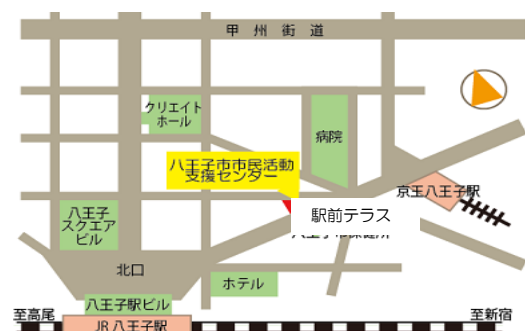 甲州街道
クリエイト
ホール
病院
八王子市市民活動
支援センター
京王八王子駅
八王子
スクエア
ビル
駅前テラス
北口
ホテル
八王子駅ビル
至高尾
至新宿
JR八王子駅